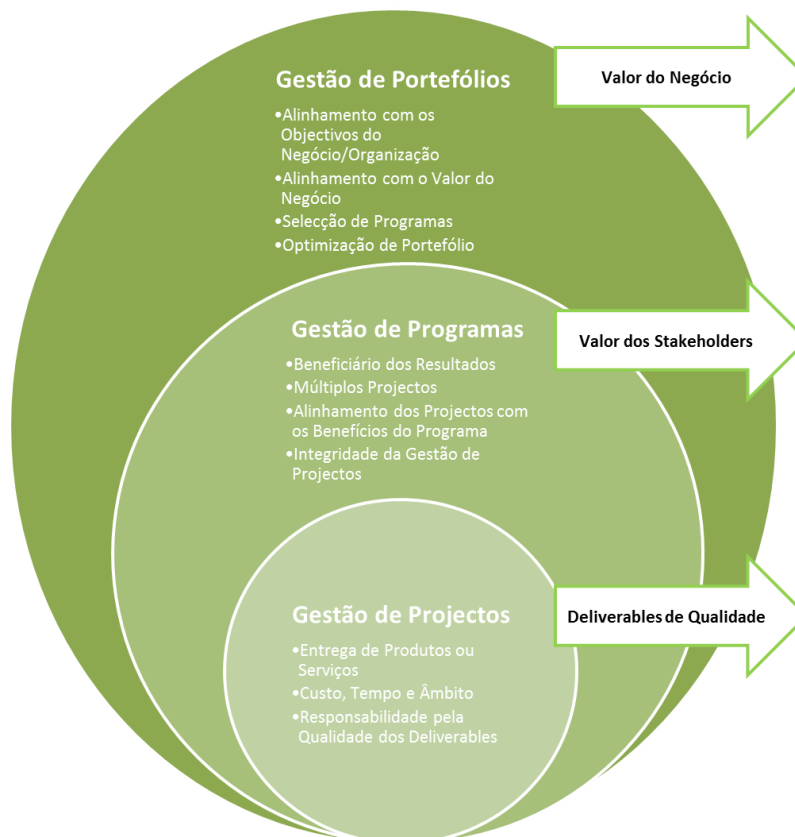 Gestão de Portefólios
Valor do Negócio
•Alinhamento com os
Objectivos do
Negócio/Organização
•Alinhamento com o Valor do
Negócio
•Selecção de Programas
•Optimização de Portefólio
Gestão de Programas
Valor dos Stakeholders
•Beneficiário dos Resultados
•Múltiplos Projectos
•Alinhamento dos Projectos com
os Benefícios do Programa
•Integridade da Gestão de
Projectos
Gestão de Projectos
Deliverables de Qualidade
•Entrega de Produtos ou
Serviços
•Custo, Tempo e Âmbito
•Responsabilidade pela
Qualidade dos Deliverables